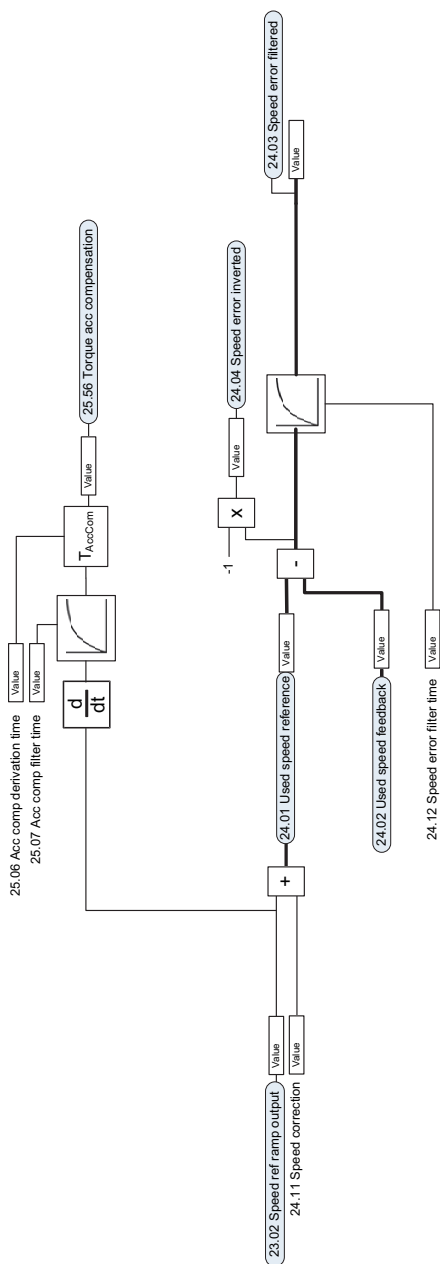 25.06 Acc comp derivation time
Value
25.07 Acc comp filter time
Value
d
dt
T AccCom
Value
25.56 Torque acc compensation
23.02 Speed ref ramp output
Value
24.11 Speed correction
Value
+
24.01 Used speed reference
Value
-
-1
x
Value
24.04 Speed error inverted
24.02 Used speed feedback
Value
24.12 Speed error filter time
Value
Value
24.03 Speed error filtered